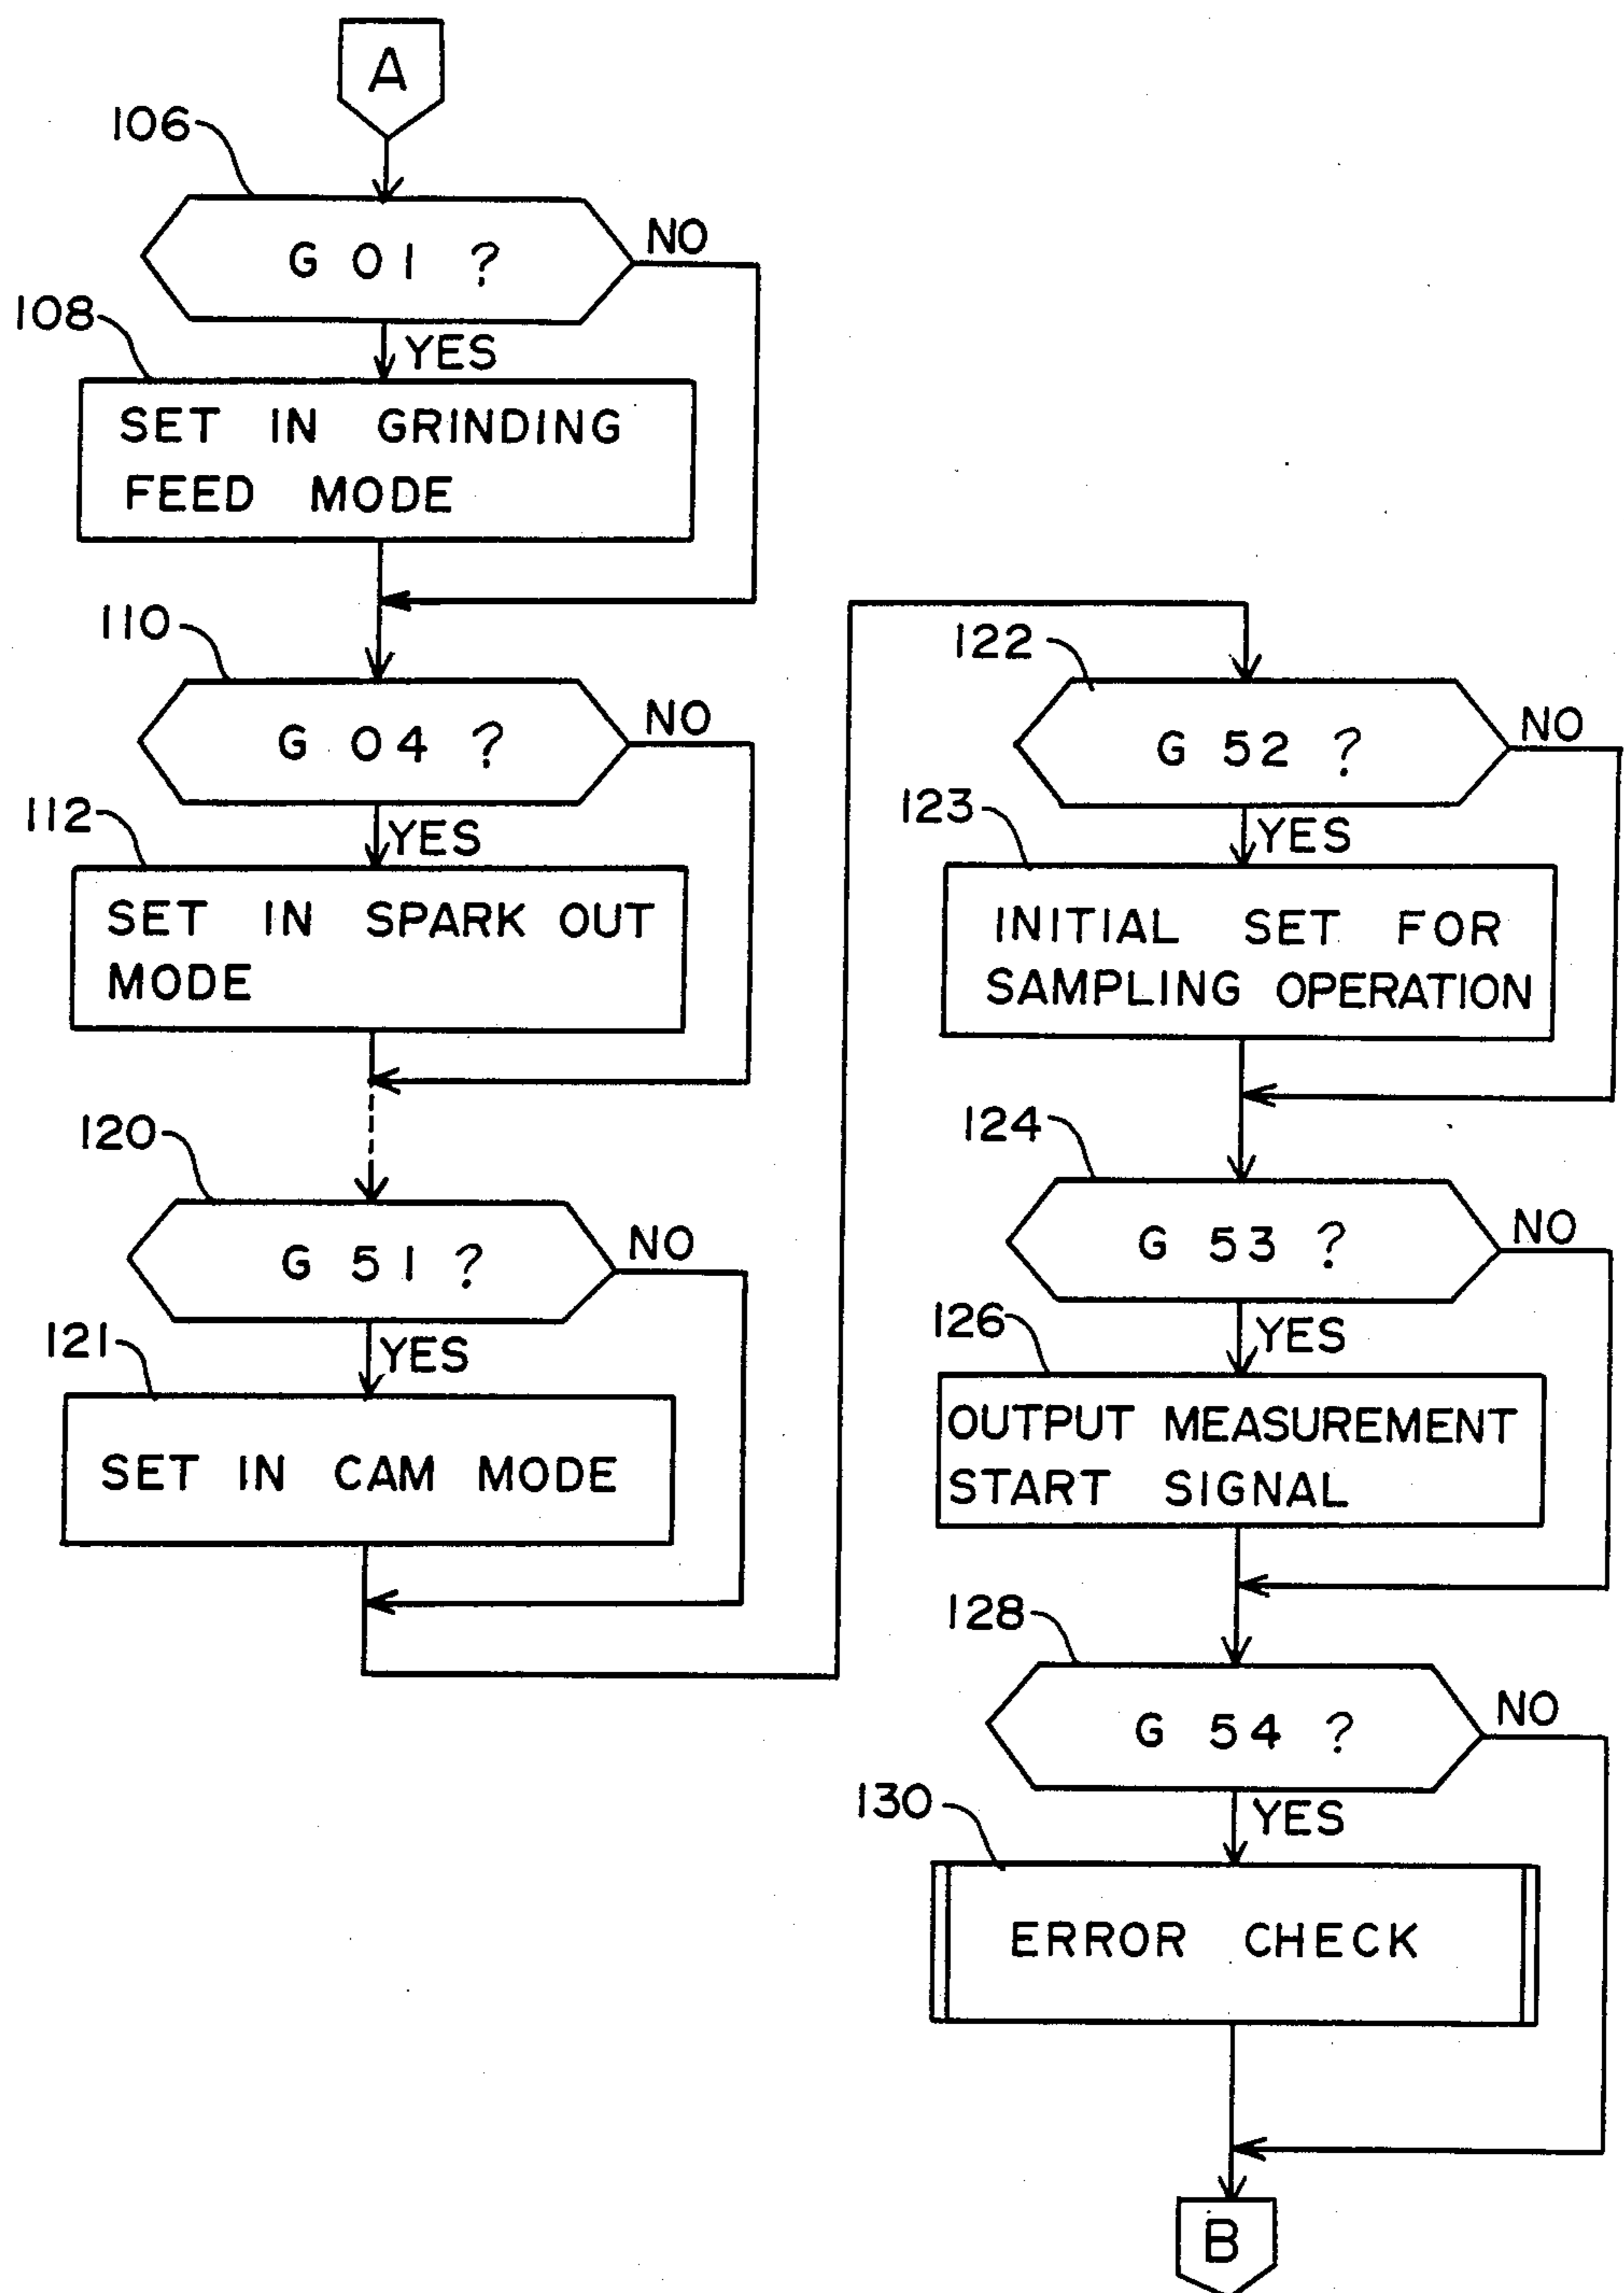 A
106
G 01 ?
NO
108
YES
SET IN GRINDING
FEED MODE
110
G 04 ?
NO
112
YES
SET IN SPARK OUT
MODE
120
G 51 ?
NO
121
YES
SET IN CAM MODE
122
G 52 ?
NO
123
YES
INITIAL SET FOR
SAMPLING OPERATION
124
G 53 ?
NO
126
YES
OUTPUT MEASUREMENT
START SIGNAL
128
G 54 ?
NO
130
YES
ERROR CHECK
B